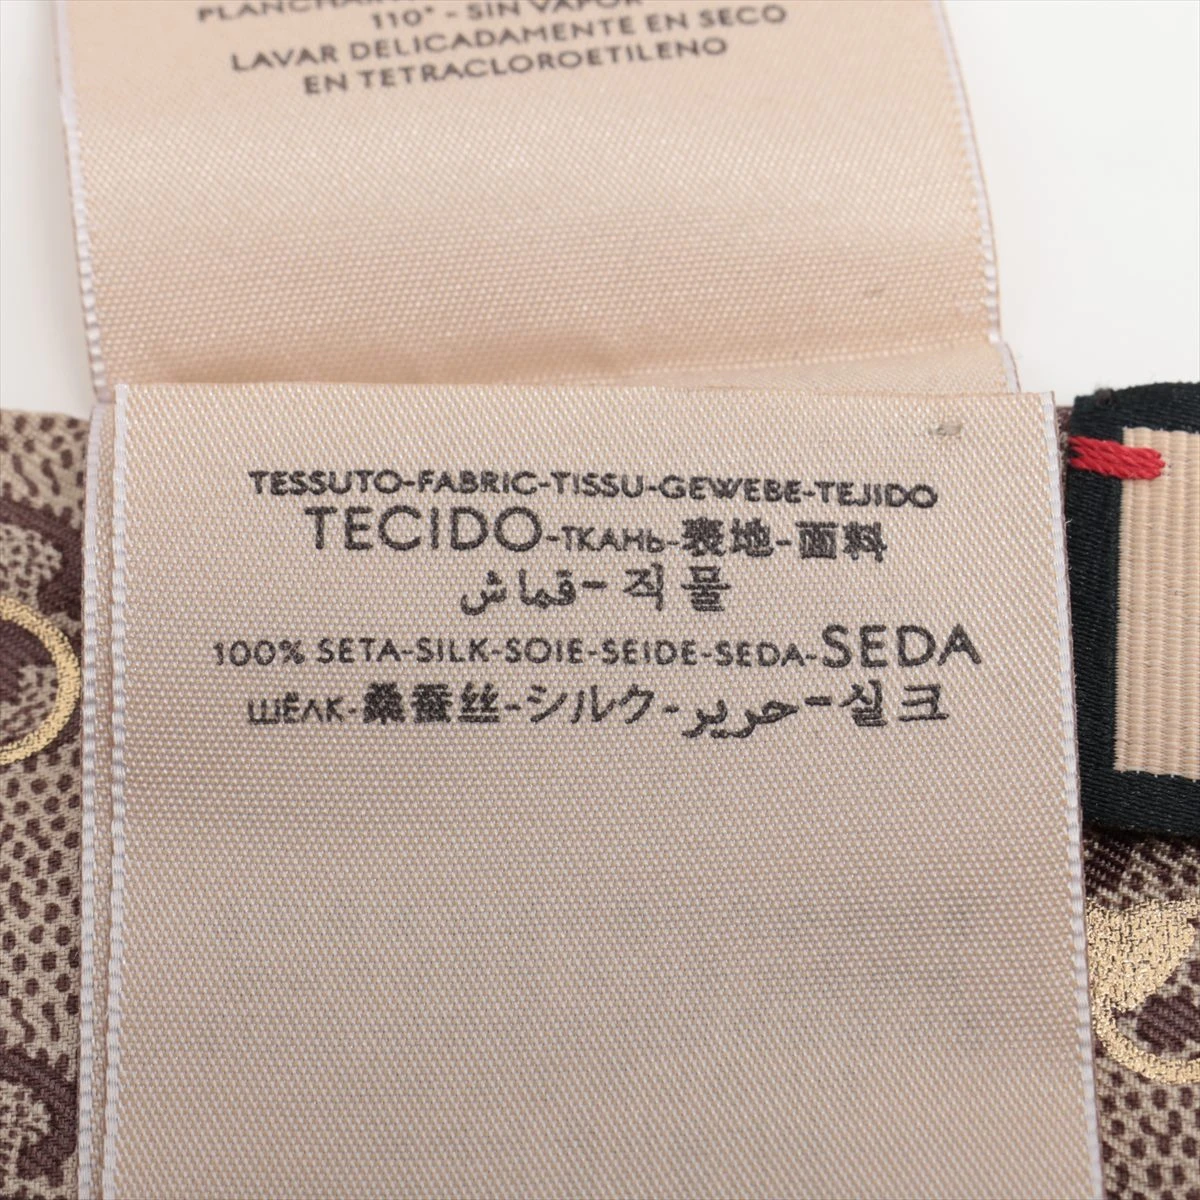 110° - SIN VAPOR
LAVAR DELICADAMENTE EN SECO
EN TETRACLOROETILENO
TESSUTO-FABRIC-TISSU-GEWEBE-TEJIDO
TECIDO-ТКАНЬ-表地-面料
قماش-직물
100% SETA-SILK-SOIE-SEIDE-SEDA-SEDA
ШЁЛК-桑蚕丝-シルク-حرير-실크